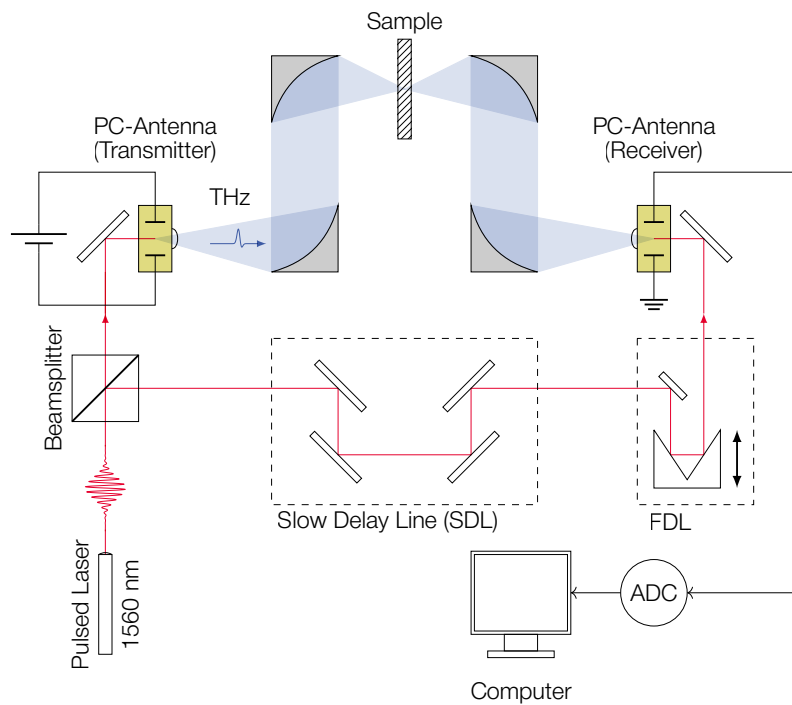 Sample
PC-Antenna
(Transmitter)
PC-Antenna
(Receiver)
THz
Beamsplitter
Slow Delay Line (SDL)
FDL
Pulsed Laser
1560 nm
ADC
Computer